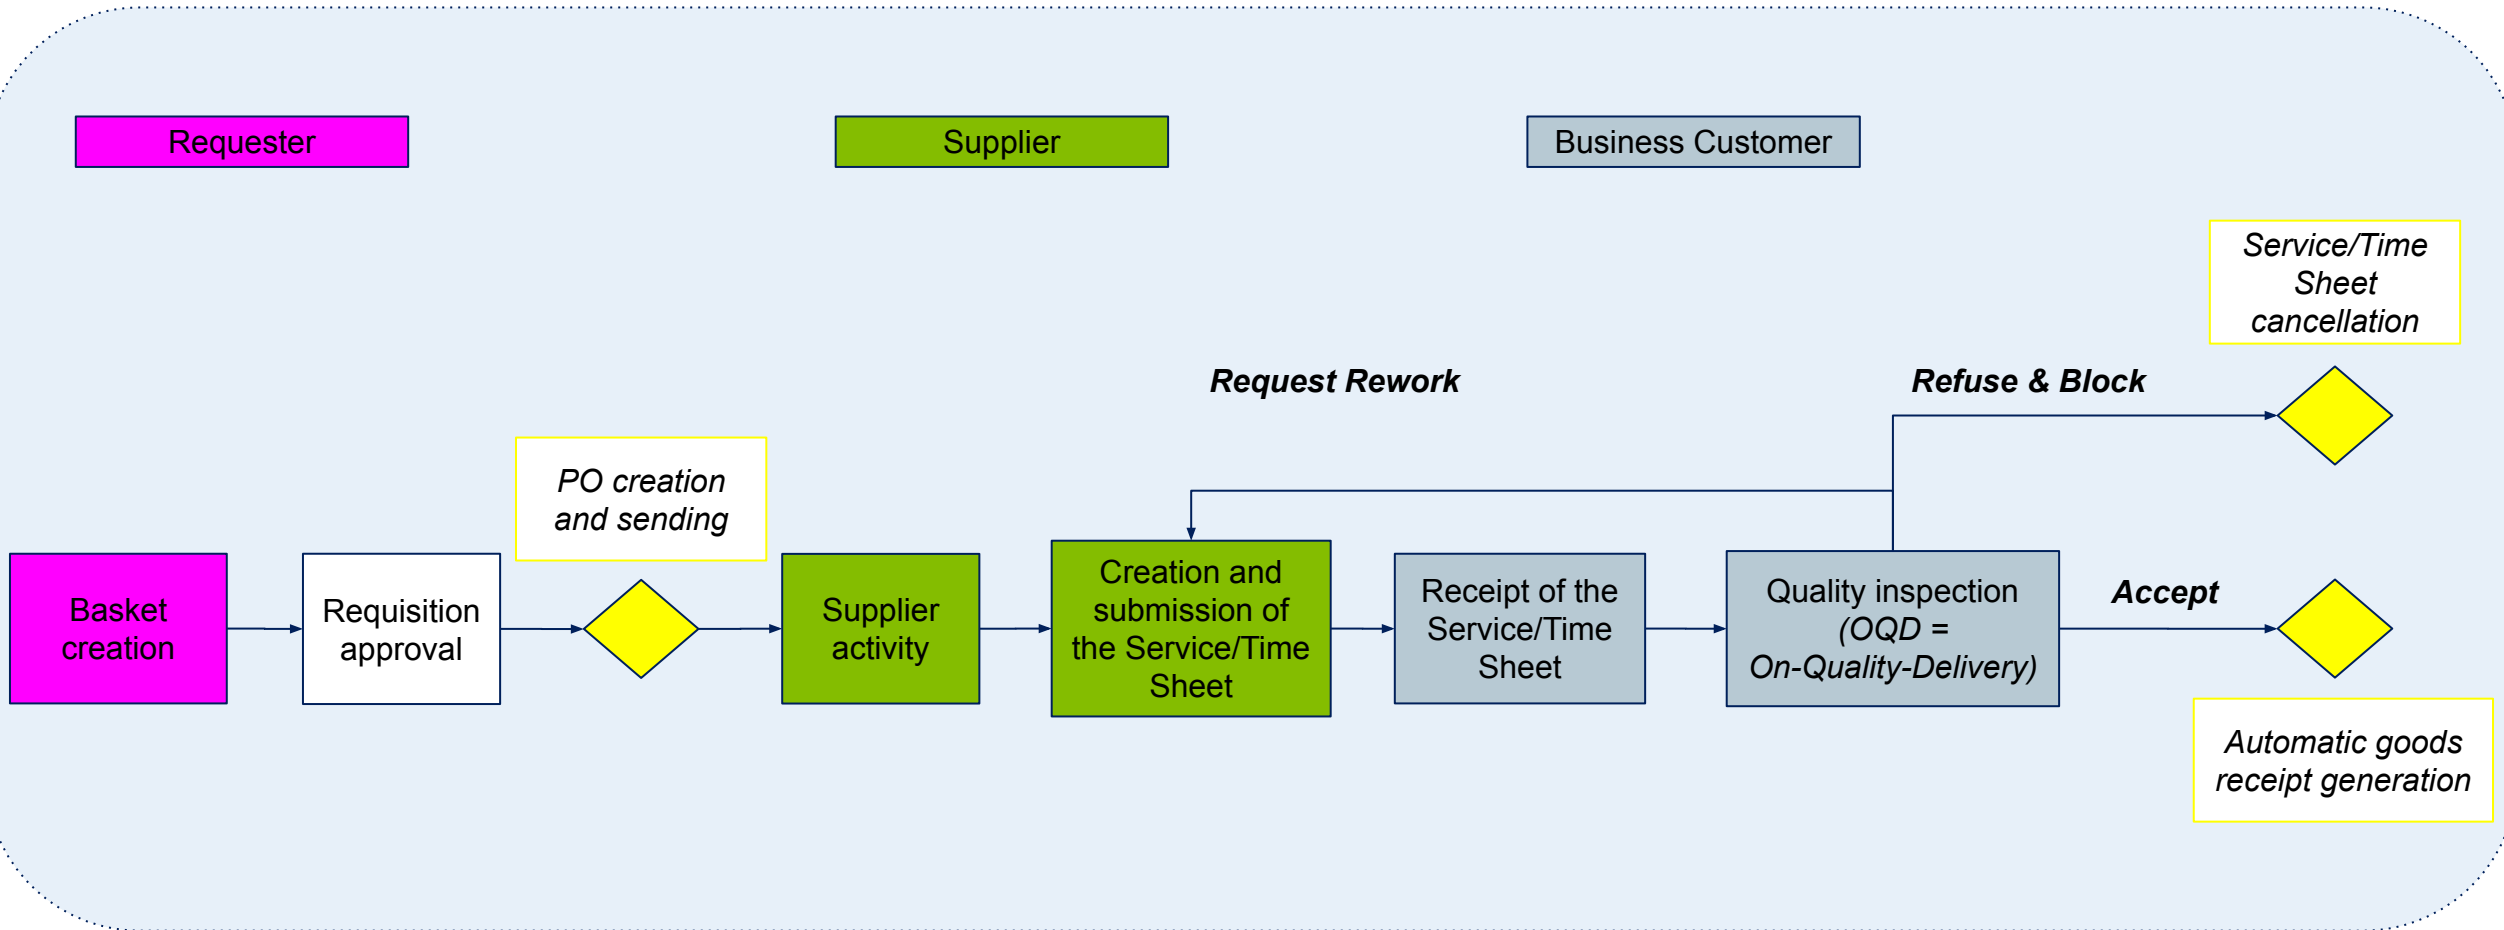 Requester
Supplier
Business Customer
Service/Time
Sheet
cancellation
Request Rework
Refuse & Block
PO creation
and sending
Basket
creation
Requisition
approval
Supplier
activity
Creation and
submission of
the Service/Time
Sheet
Receipt of the
Service/Time
Sheet
Quality inspection
(OQD =
On-Quality-Delivery)
Accept
Automatic goods
receipt generation